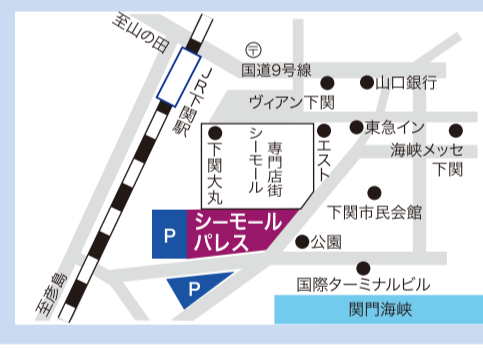 至山の田
〒
国道9号線
JR下関駅
山口銀行
ヴィアン下関
東急イン
エスト
海峡メッセ
下関
専門店街
シーモール
下関大丸
下関市民会館
P
シーモール
パレス
公園
P
国際ターミナルビル
関門海峡
至彦島